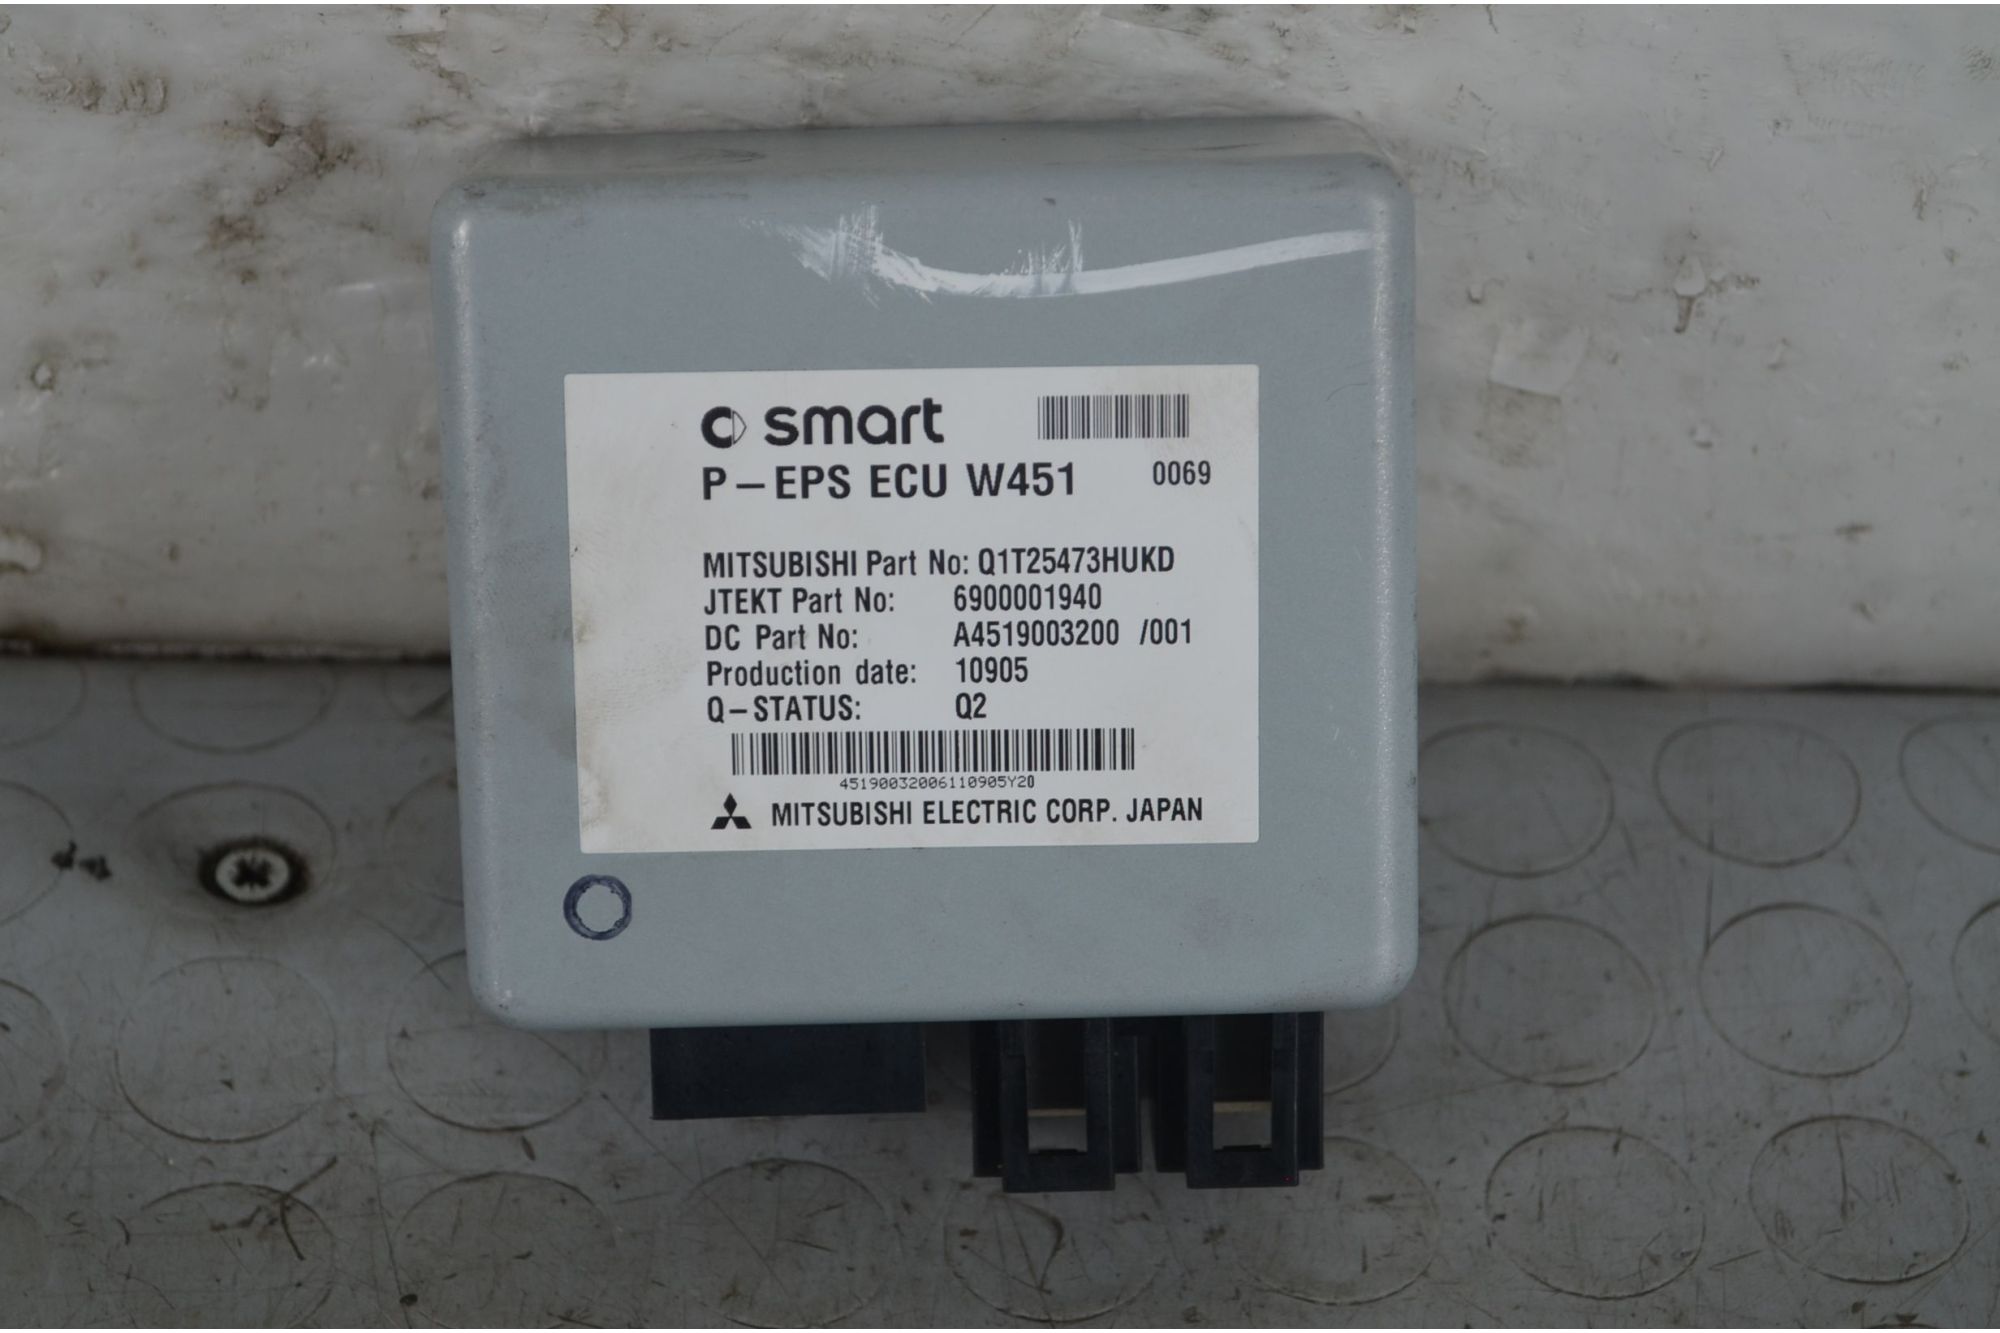 smart
P-EPS ECU W451 0069
MITSUBISHI Part No: Q1T25473HUKD
JTEKT Part No: 6900001940
DC Part No: A4519003200 /001
Production date: 10905
Q-STATUS: Q2
45190032006110905Y20
MITSUBISHI ELECTRIC CORP. JAPAN